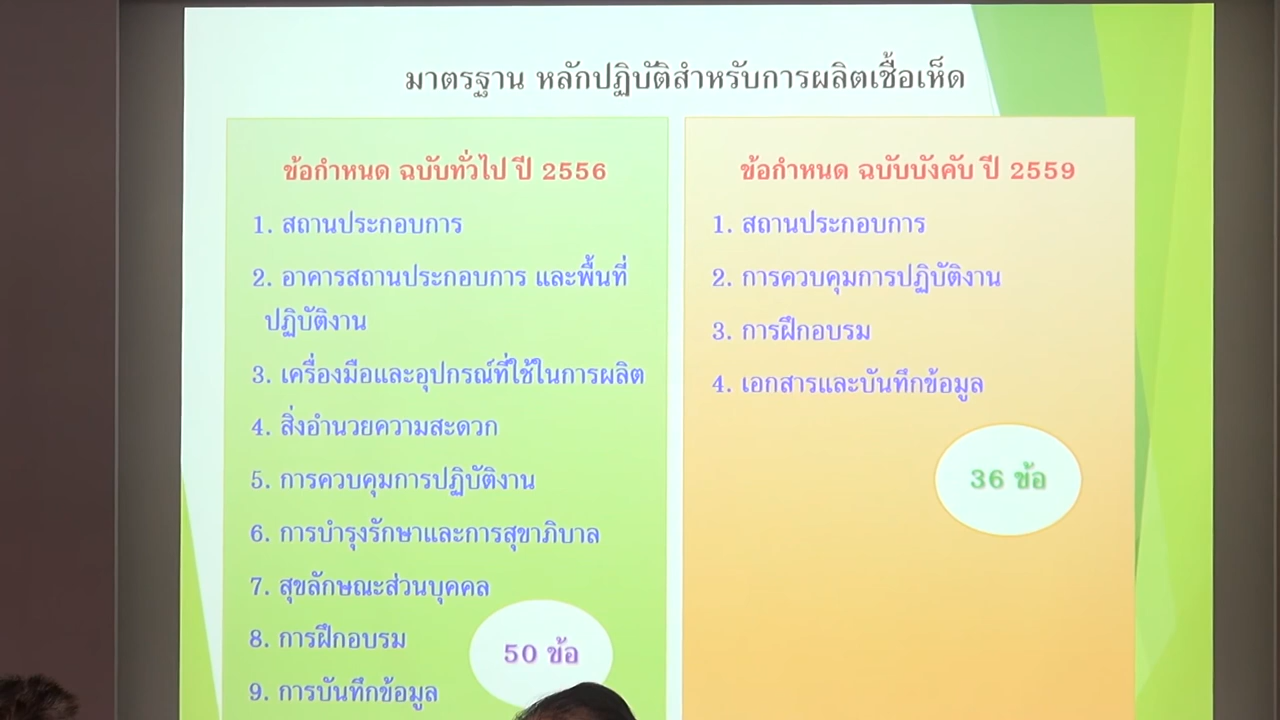 มาตรฐาน หลักปฏิบัติสำหรับการผลิตเชื้อเห็ด
ข้อกำหนด ฉบับทั่วไป ปี 2556
1. สถานประกอบการ
2. อาคารสถานประกอบการ และพื้นที่
ปฏิบัติงาน
3. เครื่องมือและอุปกรณ์ที่ใช้ในการผลิต
4. สิ่งอำนวยความสะดวก
5. การควบคุมการปฏิบัติงาน
6. การบำรุงรักษาและการสุขาภิบาล
7. สุขลักษณะส่วนบุคคล
8. การฝึกอบรม
9. การบันทึกข้อมูล
50 ข้อ
ข้อกำหนด ฉบับบังคับ ปี 2559
1. สถานประกอบการ
2. การควบคุมการปฏิบัติงาน
3. การฝึกอบรม
4. เอกสารและบันทึกข้อมูล
36 ข้อ